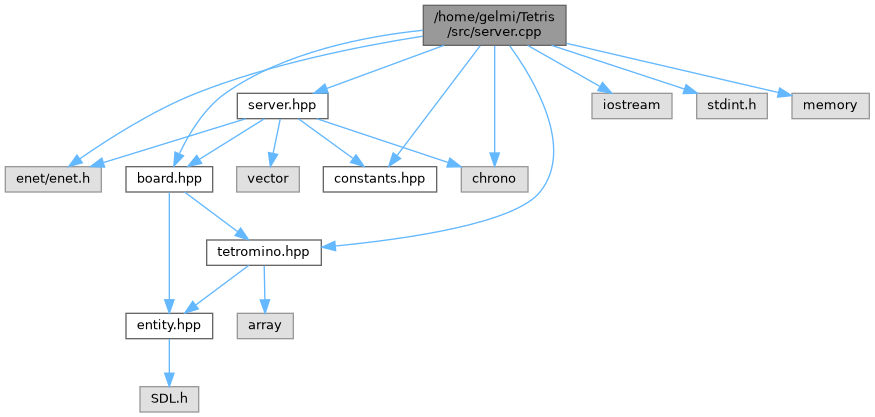 /home/gelmi/Tetris
/src/server.cpp
server.hpp
iostream
stdint.h
memory
enet/enet.h
board.hpp
vector
constants.hpp
chrono
tetromino.hpp
entity.hpp
array
SDL.h